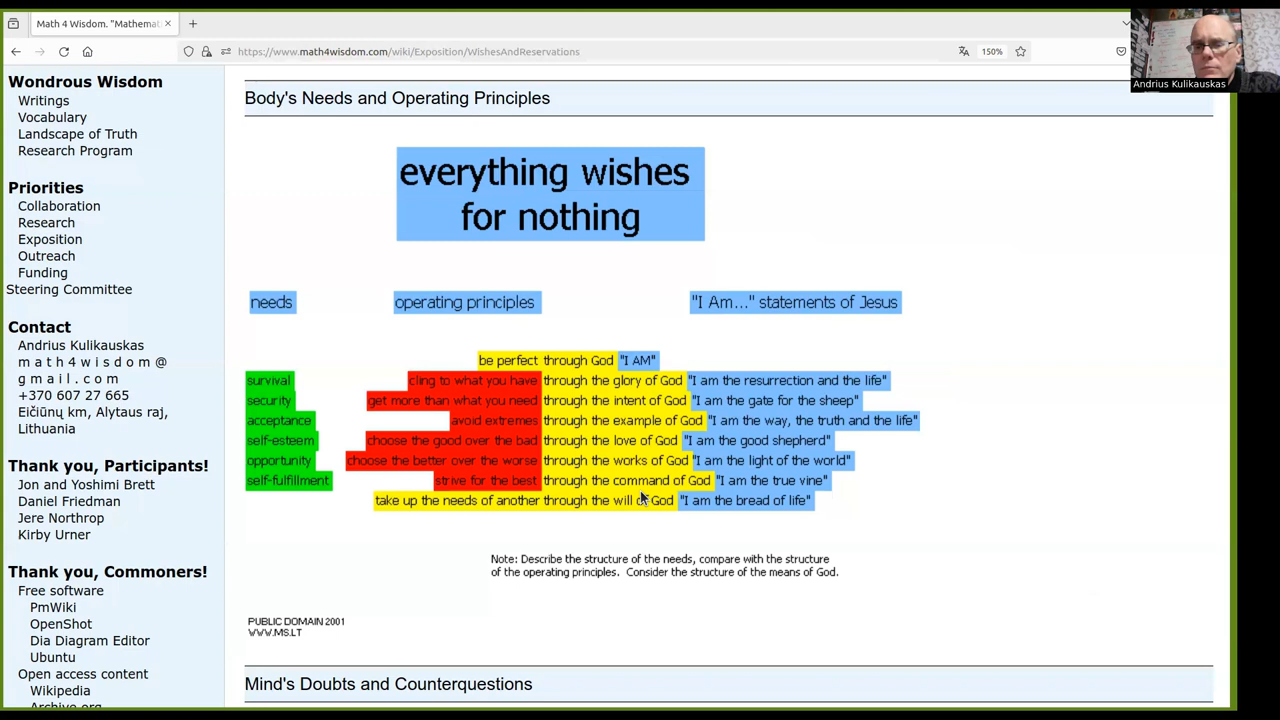 Math 4 Wisdom. "Mathemat
https://www.math4wisdom.com/wiki/Exposition/WishesAndReservations
150%
Andrius Kulikauskas
Wondrous Wisdom
Writings
Vocabulary
Landscape of Truth
Research Program
Priorities
Collaboration
Research
Exposition
Outreach
Funding
Steering Committee
Contact
Andrius Kulikauskas
m a t h 4 w i s d o m @
g m a i l . c o m
+370 607 27 665
Eičiūnų km, Alytaus raj,
Lithuania
Thank you, Participants!
Jon and Yoshimi Brett
Daniel Friedman
Jere Northrop
Kirby Urner
Thank you, Commoners!
Free software
PmWiki
OpenShot
Dia Diagram Editor
Ubuntu
Open access content
Wikipedia
Archive.org
Body's Needs and Operating Principles
everything wishes
for nothing
needs operating principles "I Am..." statements of Jesus
be perfect through God "I AM"
survival cling to what you have through the glory of God "I am the resurrection and the life"
security get more than what you need through the intent of God "I am the gate for the sheep"
acceptance avoid extremes through the example of God "I am the way, the truth and the life"
self-esteem choose the good over the bad through the love of God "I am the good shepherd"
opportunity choose the better over the worse through the works of God "I am the light of the world"
self-fulfillment strive for the best through the command of God "I am the true vine"
take up the needs of another through the will of God "I am the bread of life"
Note: Describe the structure of the needs, compare with the structure
of the operating principles. Consider the structure of the means of God.
PUBLIC DOMAIN 2001
WWW.MS.LT
Mind's Doubts and Counterquestions